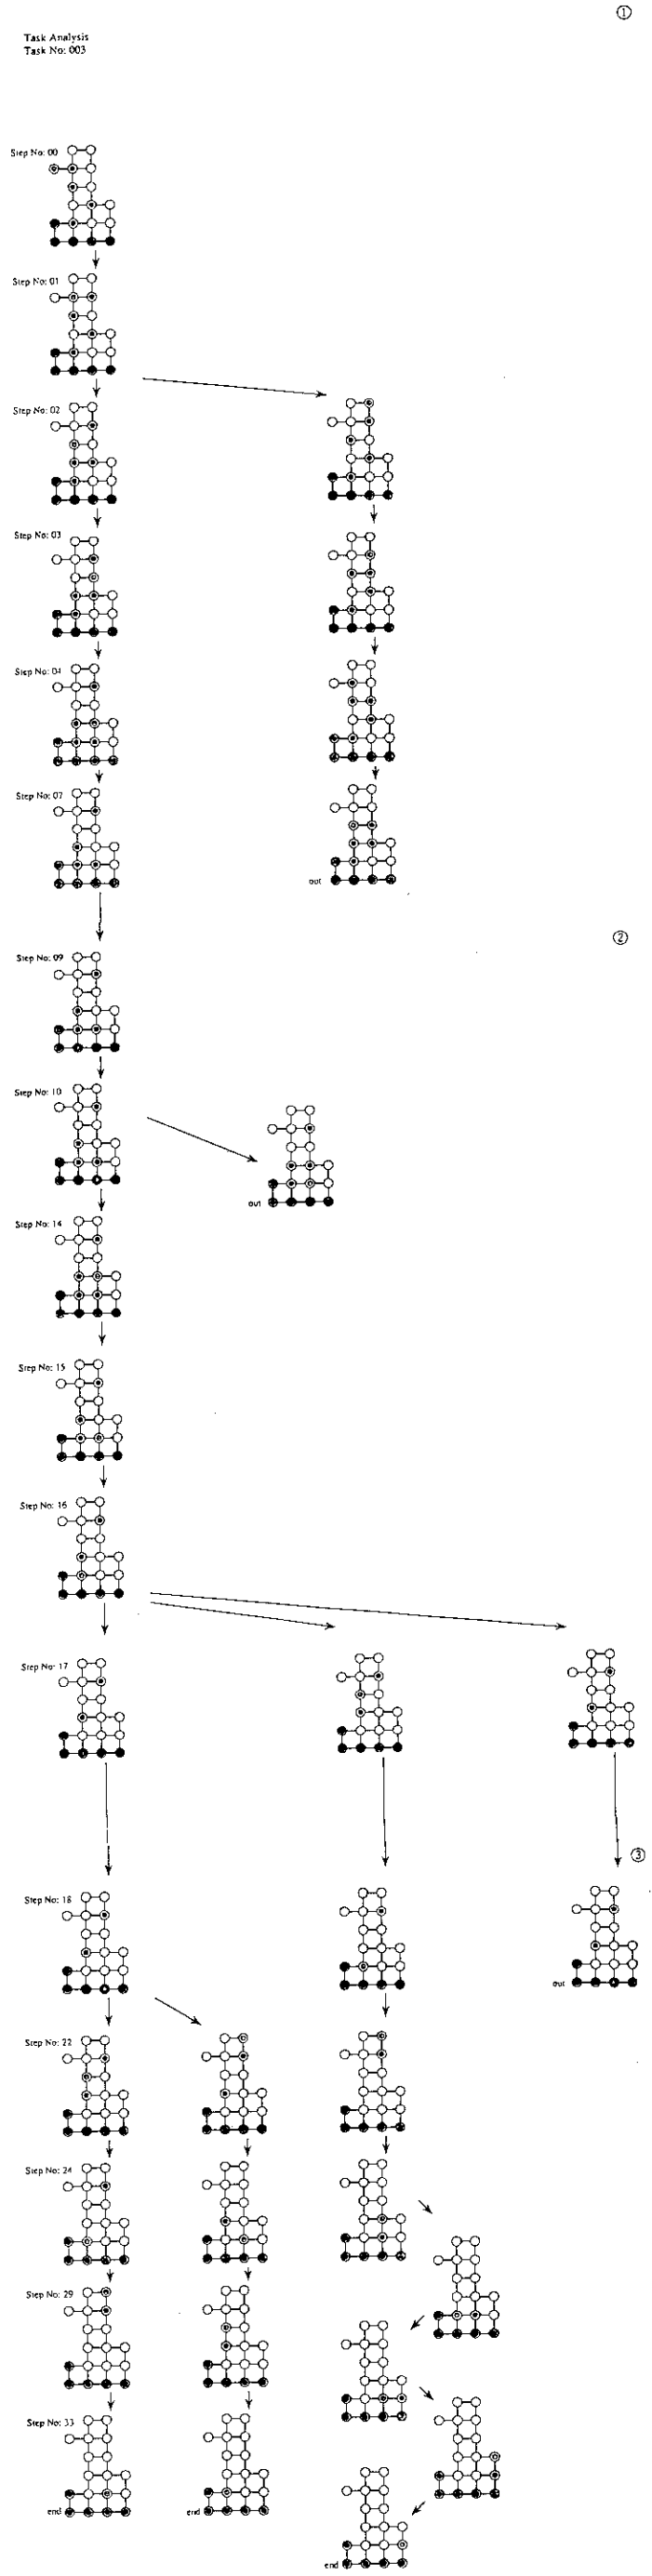 ①
Task Analysis
Task No: 003
Step No: 00
Step No: 01
Step No: 02
Step No: 03
Step No: 04
Step No: 07
out
②
Step No: 09
Step No: 10
out
Step No: 14
Step No: 15
Step No: 16
Step No: 17
③
Step No: 18
out
Step No: 22
Step No: 24
Step No: 29
Step No: 33
end
end
end